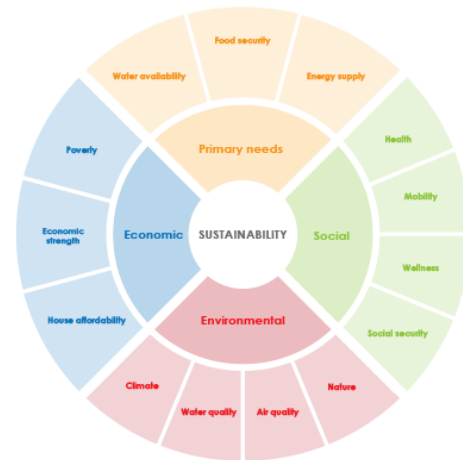 Food security
Water availability
Energy supply
Primary needs
Poverty
Health
Mobility
Economic
strength
Economic
SUSTAINABILITY
Social
Wellness
House affordability
Environmental
Social security
Climate
Water quality
Air quality
Nature